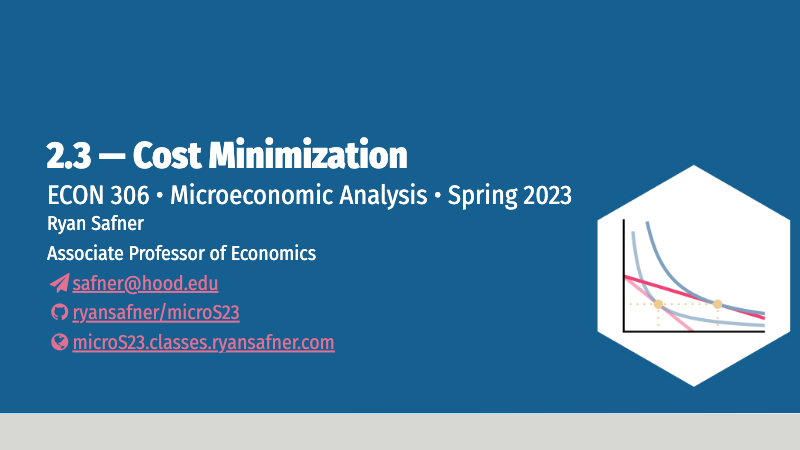 2.3 — Cost Minimization
ECON 306 • Microeconomic Analysis • Spring 2023
Ryan Safner
Associate Professor of Economics
safner@hood.edu
ryansafner/microS23
microS23.classes.ryansafner.com